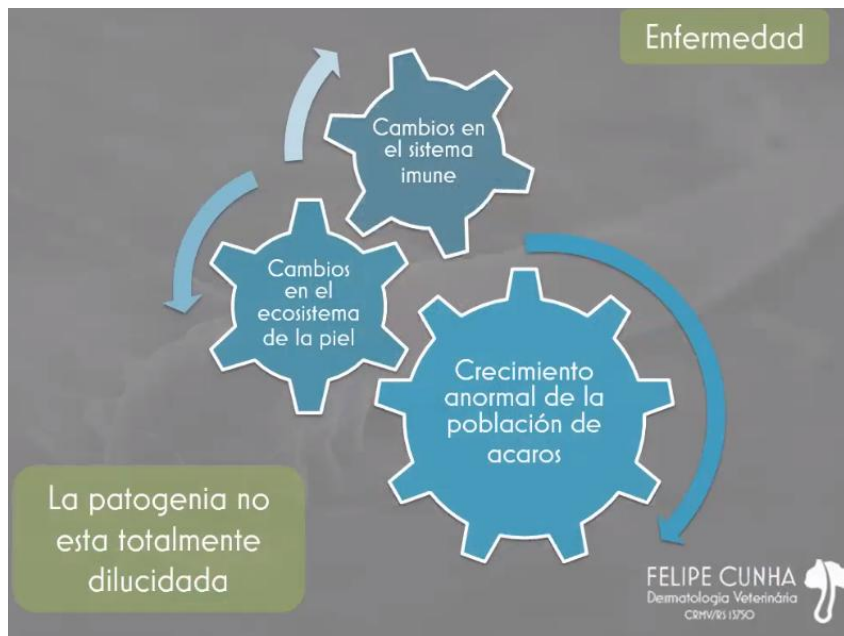 Enfermedad
Cambios en
el sistema
imune
Cambios
en el
ecosistema
de la piel
Crecimiento
anormal de la
población de
acaros
La patogenia no
esta totalmente
dilucidada
FELIPE CUNHA
Dermatologia Veterinária
CRMV/RS 13750